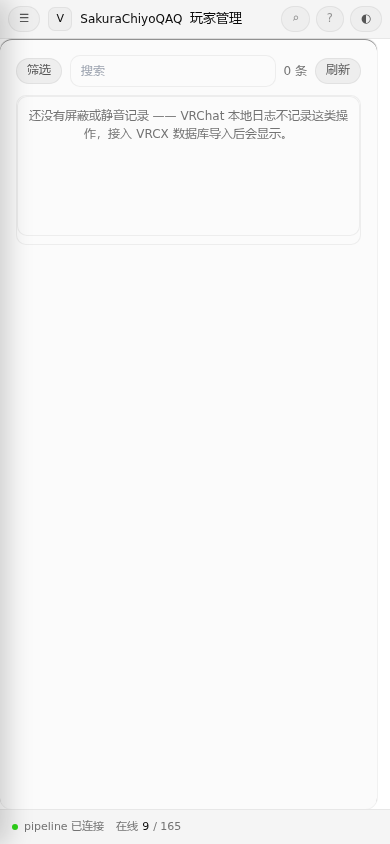 ☰ V SakuraChiyoQAQ 玩家管理 ⌕ ? ◐
筛选 搜索 0 条 刷新
还没有屏蔽或静音记录 —— VRChat 本地日志不记录这类操
作，接入 VRCX 数据库导入后会显示。
pipeline 已连接 在线 9 / 165